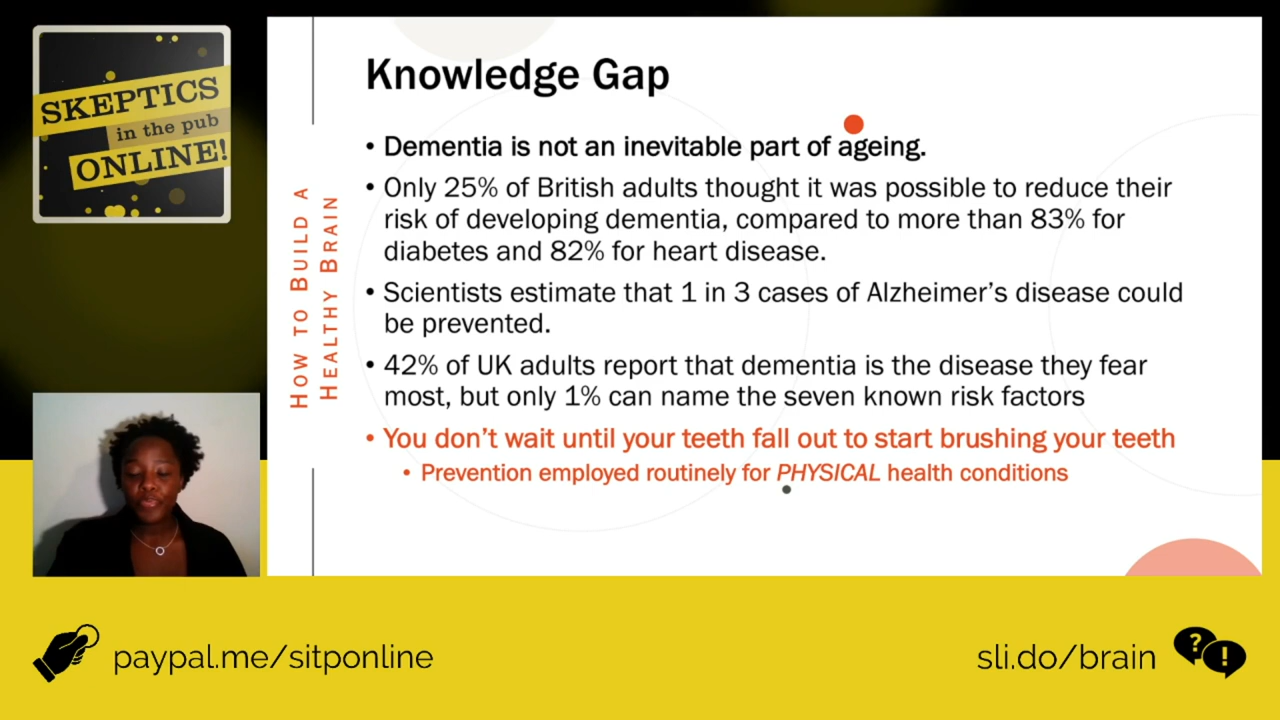 SKEPTICS
in the pub
ONLINE!
HOW TO BUILD A
HEALTHY BRAIN
Knowledge Gap
• Dementia is not an inevitable part of ageing.
• Only 25% of British adults thought it was possible to reduce their
risk of developing dementia, compared to more than 83% for
diabetes and 82% for heart disease.
• Scientists estimate that 1 in 3 cases of Alzheimer's disease could
be prevented.
• 42% of UK adults report that dementia is the disease they fear
most, but only 1% can name the seven known risk factors
• You don't wait until your teeth fall out to start brushing your teeth
• Prevention employed routinely for PHYSICAL health conditions
paypal.me/sitponline
sli.do/brain
? !